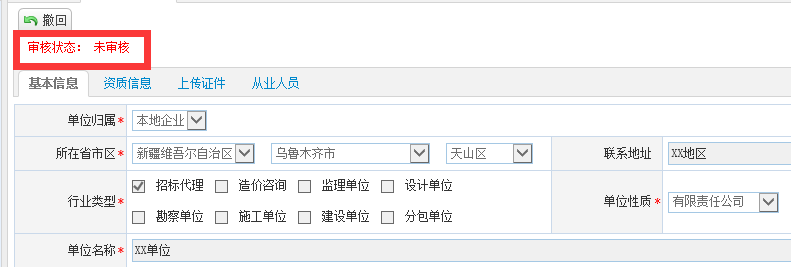 撤回
审核状态： 未审核
基本信息 资质信息 上传证件 从业人员
单位归属* 本地企业
所在省市区* 新疆维吾尔自治区 乌鲁木齐市 天山区 联系地址 XX地区
行业类型* 招标代理 造价咨询 监理单位 设计单位
勘察单位 施工单位 建设单位 分包单位
单位性质* 有限责任公司
单位名称* XX单位